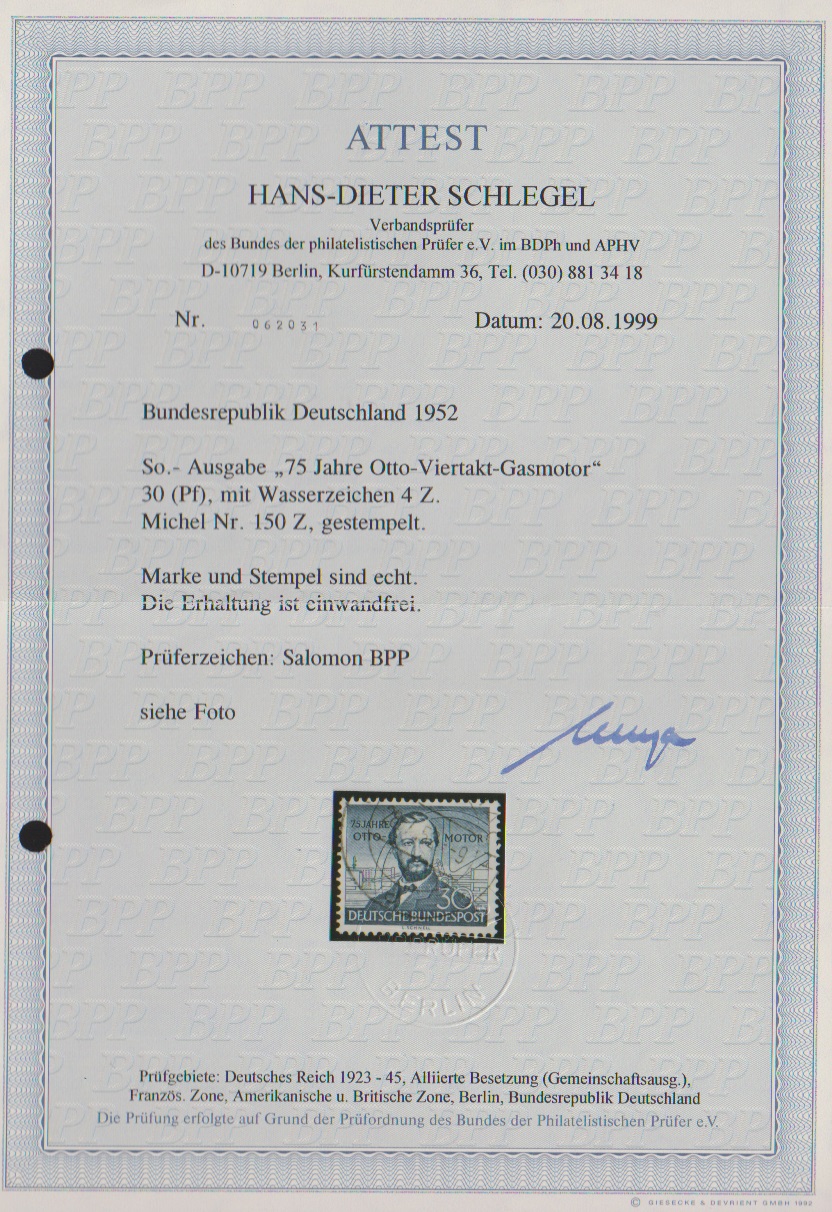 ATTEST
HANS-DIETER SCHLEGEL
Verbandsprüfer
des Bundes der philatelistischen Prüfer e.V. im BDPh und APHV
D-10719 Berlin, Kurfürstendamm 36, Tel. (030) 881 34 18
Nr. 062031 Datum: 20.08.1999
Bundesrepublik Deutschland 1952
So.- Ausgabe „75 Jahre Otto-Viertakt-Gasmotor“
30 (Pf), mit Wasserzeichen 4 Z.
Michel Nr. 150 Z, gestempelt.
Marke und Stempel sind echt.
Die Erhaltung ist einwandfrei.
Prüferzeichen: Salomon BPP
siehe Foto
75 JAHRE
OTTO- MOTOR
30
DEUTSCHE BUNDESPOST
PRÜFER
BERLIN
Prüfgebiete: Deutsches Reich 1923 - 45, Alliierte Besetzung (Gemeinschaftsausg.),
Französ. Zone, Amerikanische u. Britische Zone, Berlin, Bundesrepublik Deutschland
Die Prüfung erfolgte auf Grund der Prüfordnung des Bundes der Philatelistischen Prüfer e.V.
© GIESECKE & DEVRIENT GMBH 1992